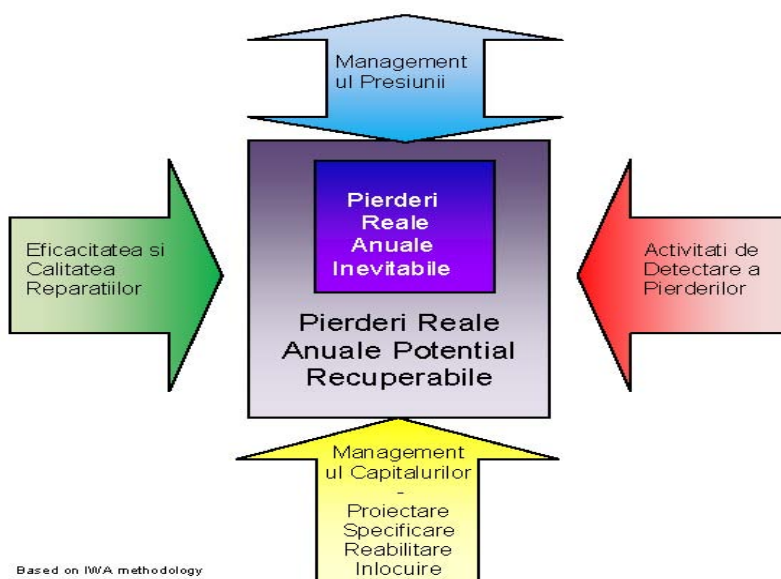 Management
ul Presiunii
Pierderi
Reale
Anuale
Inevitabile
Eficacitatea si
Calitatea
Reparatiilor
Activitati de
Detectare a
Pierderilor
Pierderi Reale
Anuale Potential
Recuperabile
Management
ul Capitalurilor
-
Proiectare
Specificare
Reabilitare
Inlocuire
Based on IWA methodology